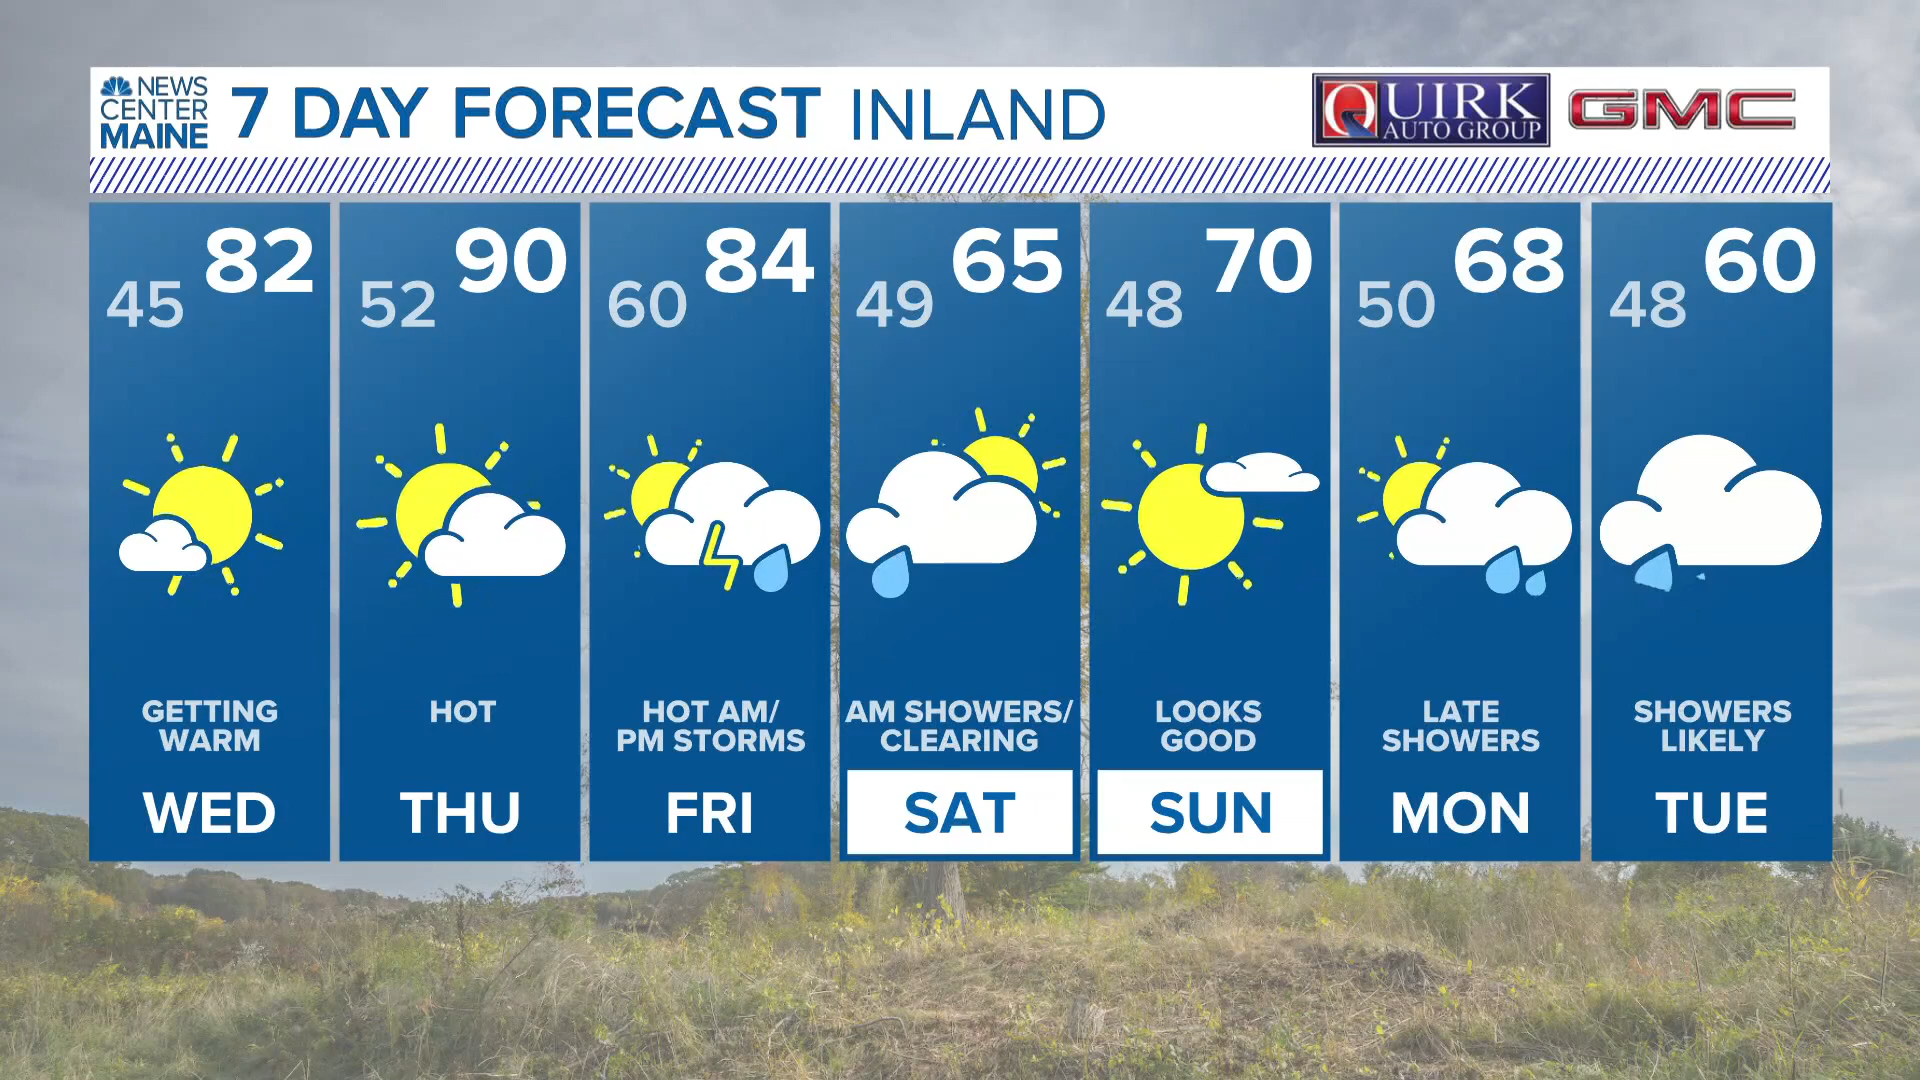 NEWS
CENTER
MAINE
7 DAY FORECAST INLAND
QUIRK
AUTO GROUP
GMC
45 82
52 90
60 84
49 65
48 70
50 68
48 60
GETTING
WARM
HOT
HOT AM/
PM STORMS
AM SHOWERS/
CLEARING
LOOKS
GOOD
LATE
SHOWERS
SHOWERS
LIKELY
WED
THU
FRI
SAT
SUN
MON
TUE